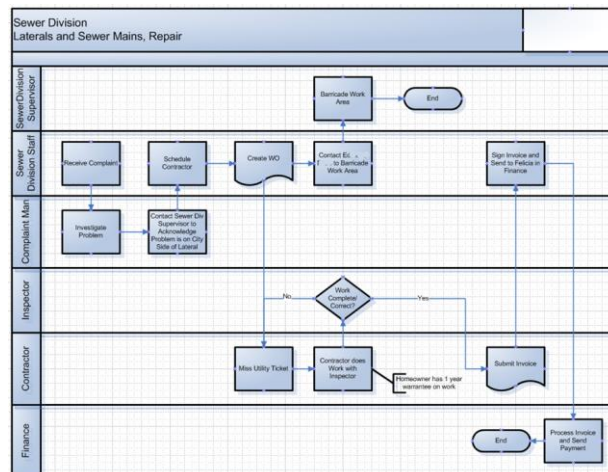 Sewer Division
Laterals and Sewer Mains, Repair
SewerDivision
Supervisor
Barricade Work
Area
End
Sewer
Division Staff
Receive Complaint
Schedule
Contractor
Create WO
Contact
to Barricade
Work Area
Sign Invoice and
Send to Felicia in
Finance
Complaint Man
Investigate
Problem
Contact Sewer Div
Supervisor to
Acknowledge
Problem is on City
Side of Lateral
Inspector
No
Work
Complete/
Correct?
Yes
Contractor
Miss Utility Ticket
Contractor does
Work with
Inspector
Homeowner has 1 year
warrantee on work
Submit Invoice
Finance
End
Process Invoice
and Send
Payment